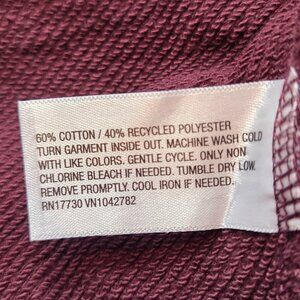 60% COTTON / 40% RECYCLED POLYESTER
TURN GARMENT INSIDE OUT. MACHINE WASH COLD
WITH LIKE COLORS. GENTLE CYCLE. ONLY NON
CHLORINE BLEACH IF NEEDED. TUMBLE DRY LOW.
REMOVE PROMPTLY. COOL IRON IF NEEDED.
RN17730 VN1042782